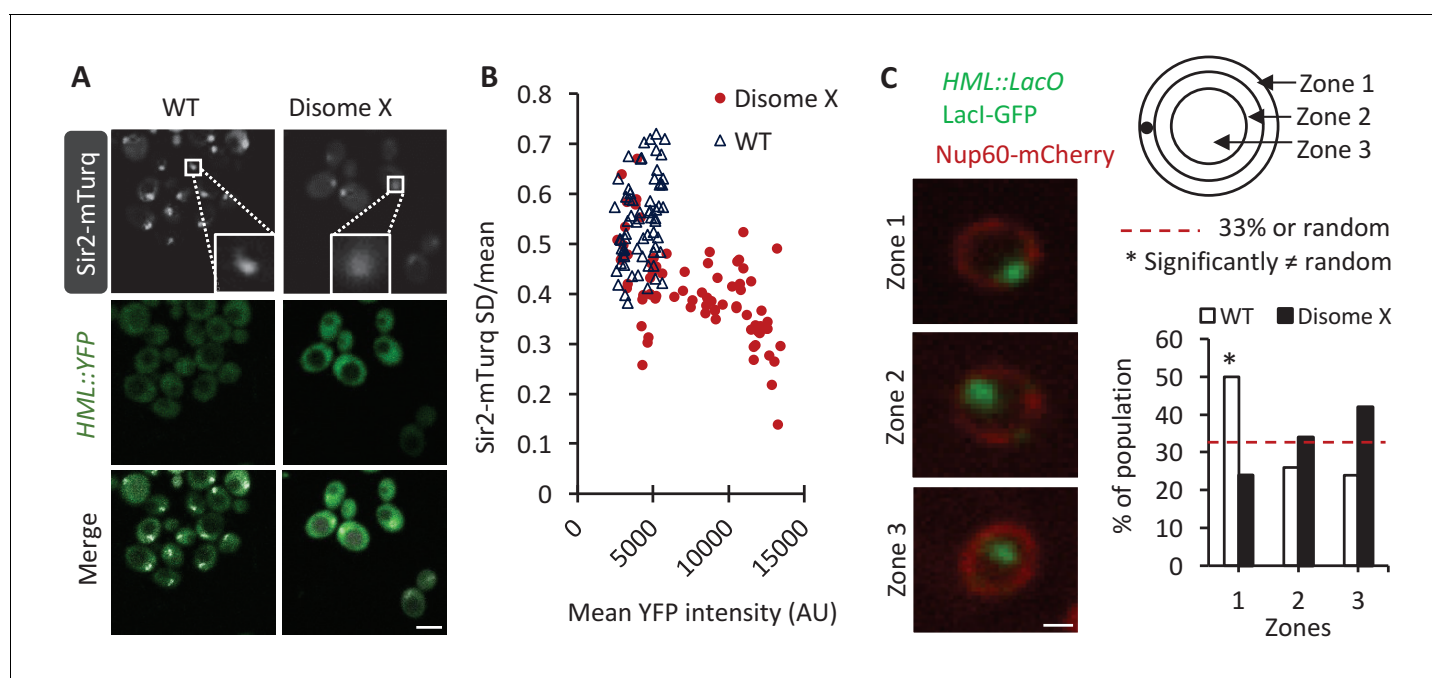 A
WT
Disome X
Sir2-mTurq
HML::YFP
Merge
B
Sir2-mTurq SD/mean
0.8
0.7
0.6
0.5
0.4
0.3
0.2
0.1
0
Disome X
WT
0
5000
10000
15000
Mean YFP intensity (AU)
C
HML::LacO
LacI-GFP
Nup60-mCherry
Zone 1
Zone 2
Zone 3
Zone 1
Zone 2
Zone 3
33% or random
* Significantly ≠ random
WT
Disome X
% of population
60
50
40
30
20
10
0
*
1 2 3
Zones